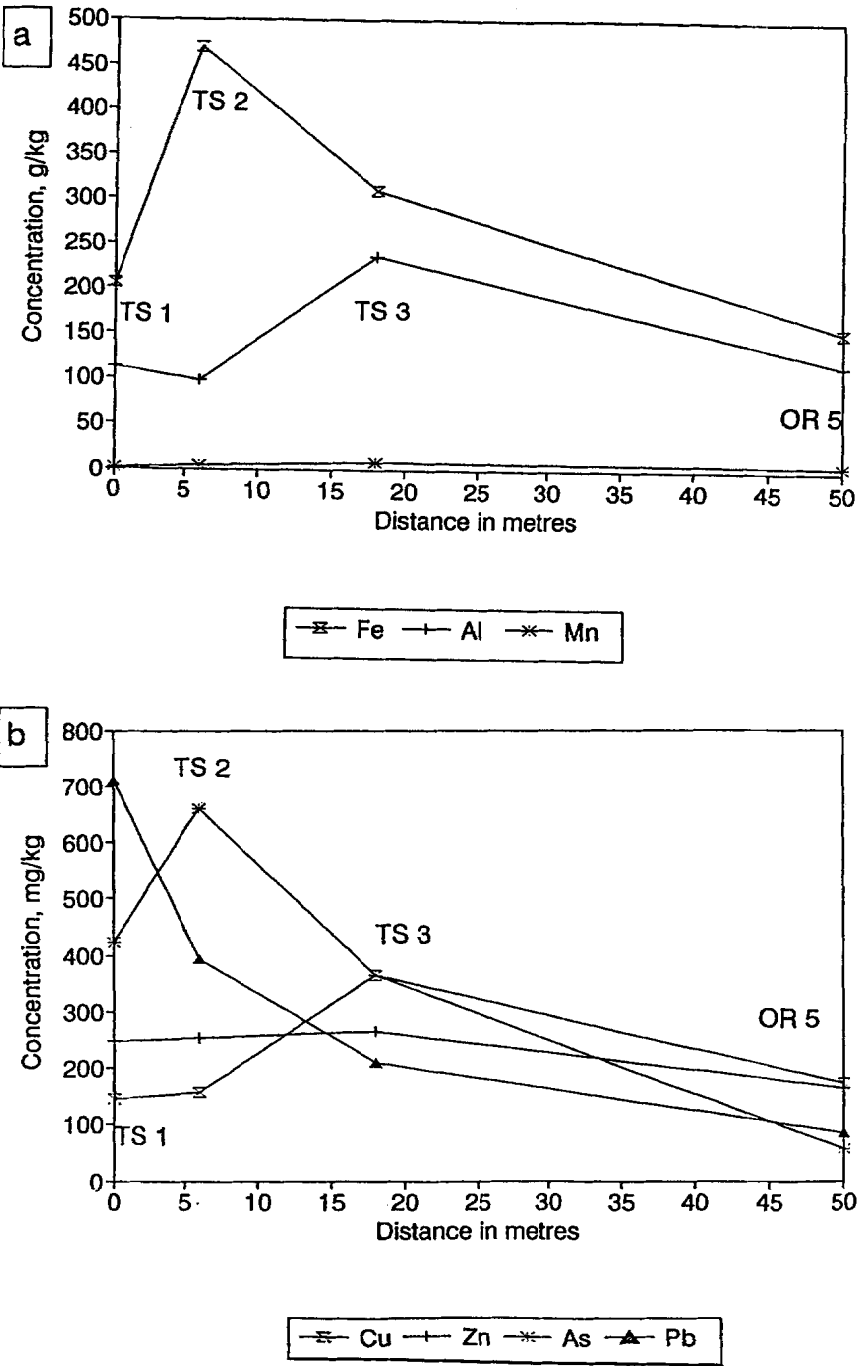 a
500
450
400
350
300
250
200
150
100
50
0
Concentration, g/kg
TS 2
TS 1
TS 3
OR 5
0 5 10 15 20 25 30 35 40 45 50
Distance in metres
Fe Al Mn
b
800
700
600
500
400
300
200
100
0
Concentration, mg/kg
TS 2
TS 3
OR 5
TS 1
0 5 10 15 20 25 30 35 40 45 50
Distance in metres
Cu Zn As Pb